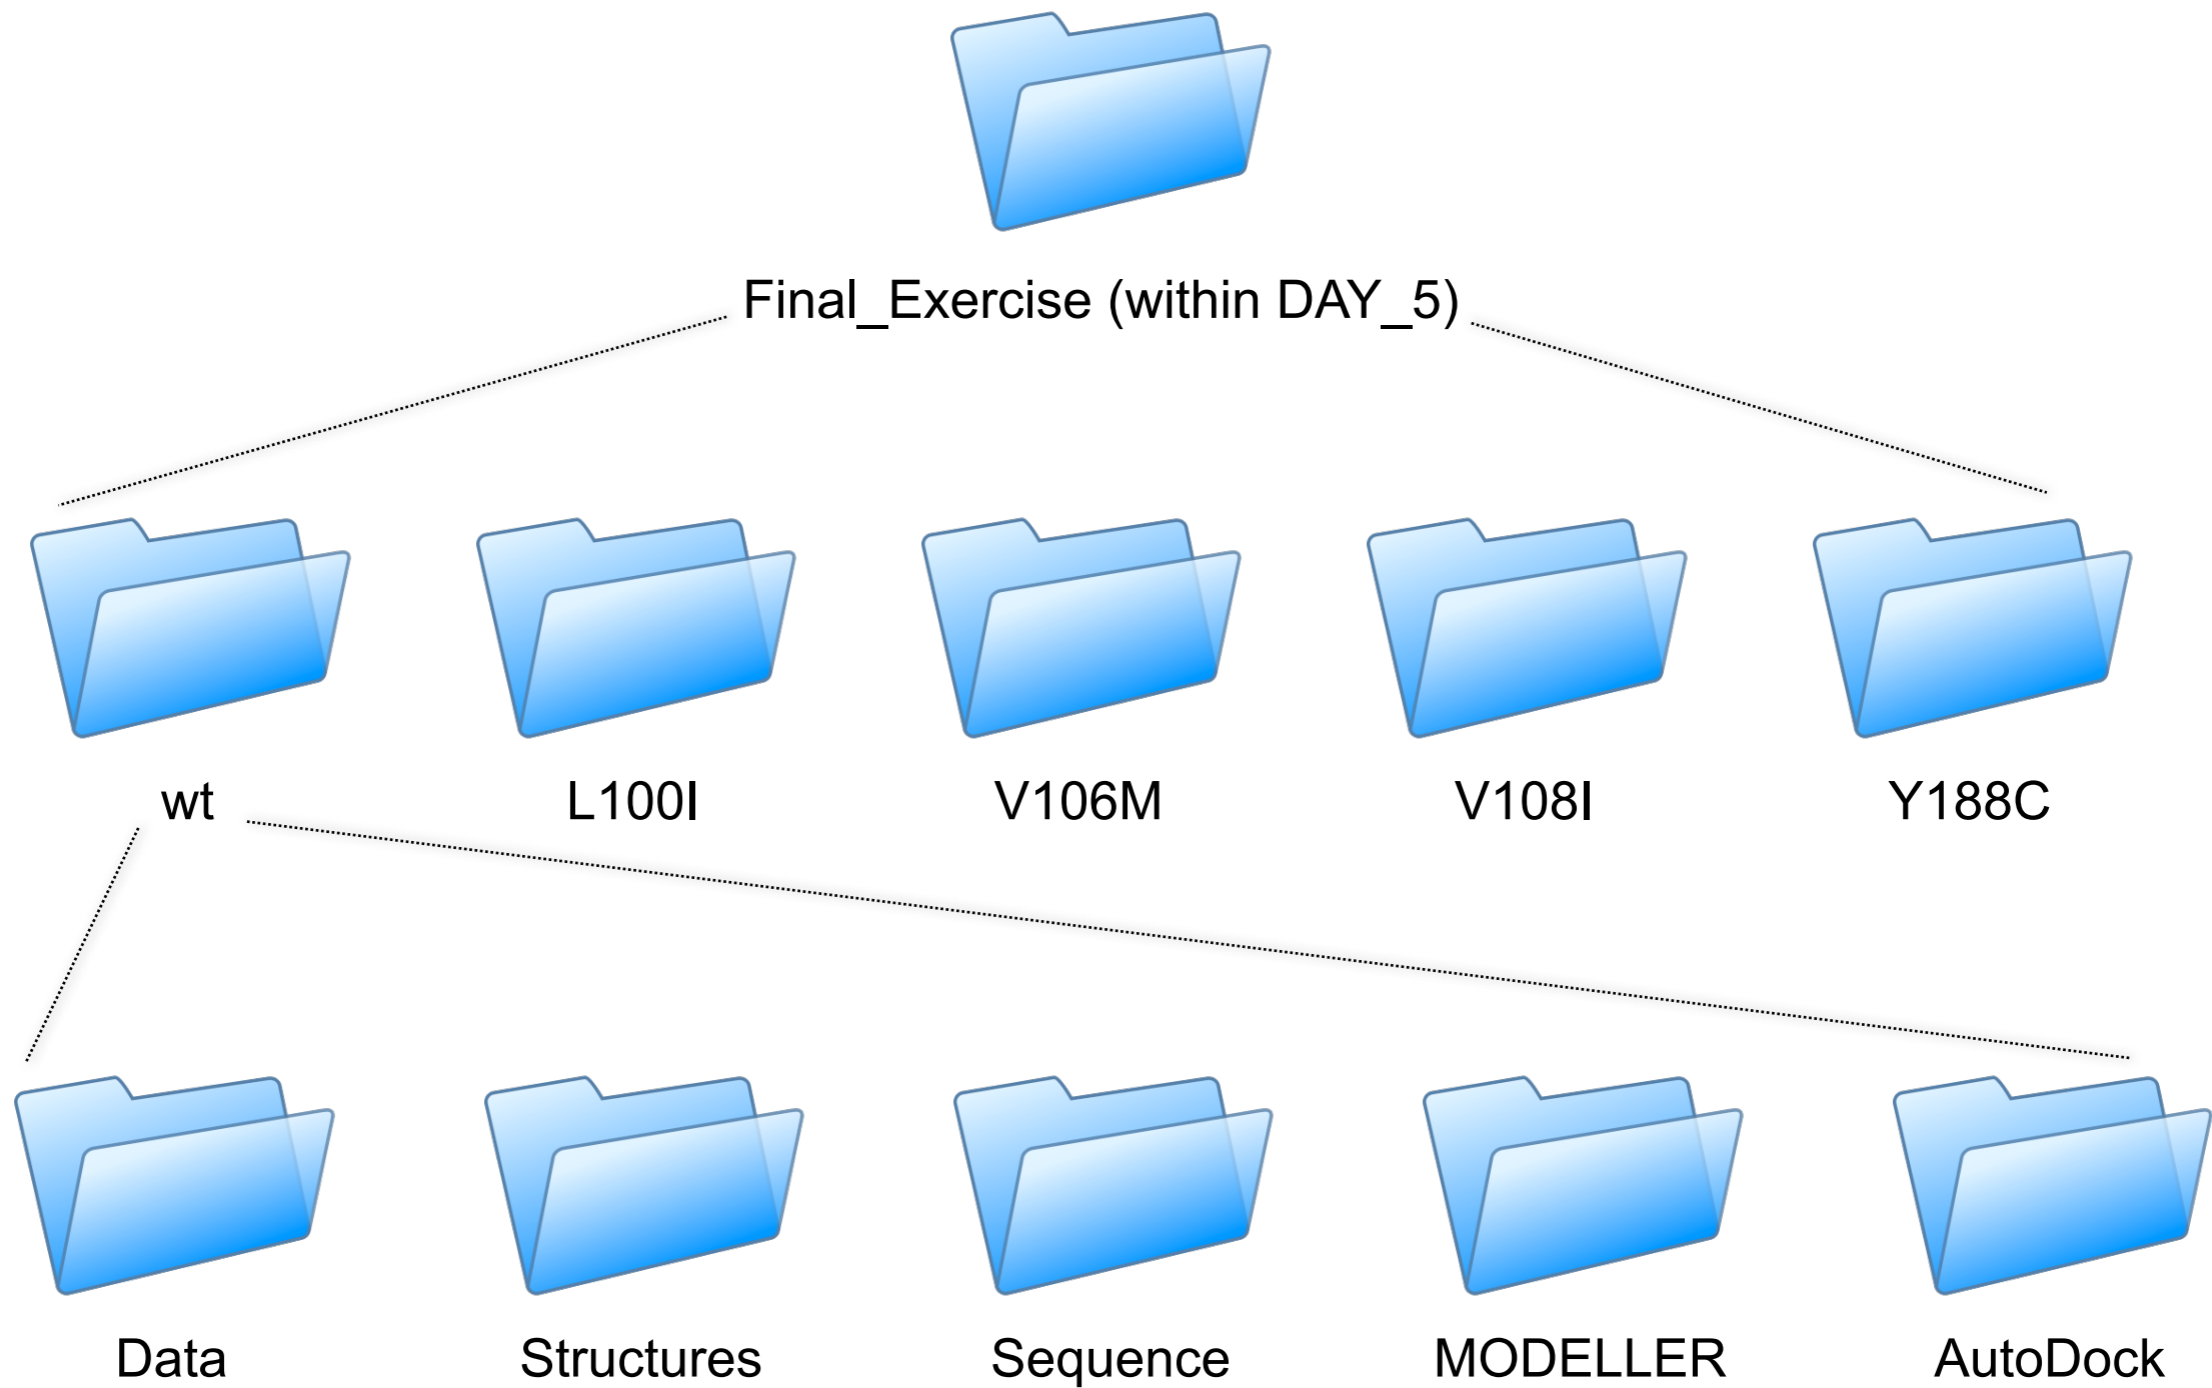 Final_Exercise (within DAY_5)
wt
L100I
V106M
V108I
Y188C
Data
Structures
Sequence
MODELLER
AutoDock